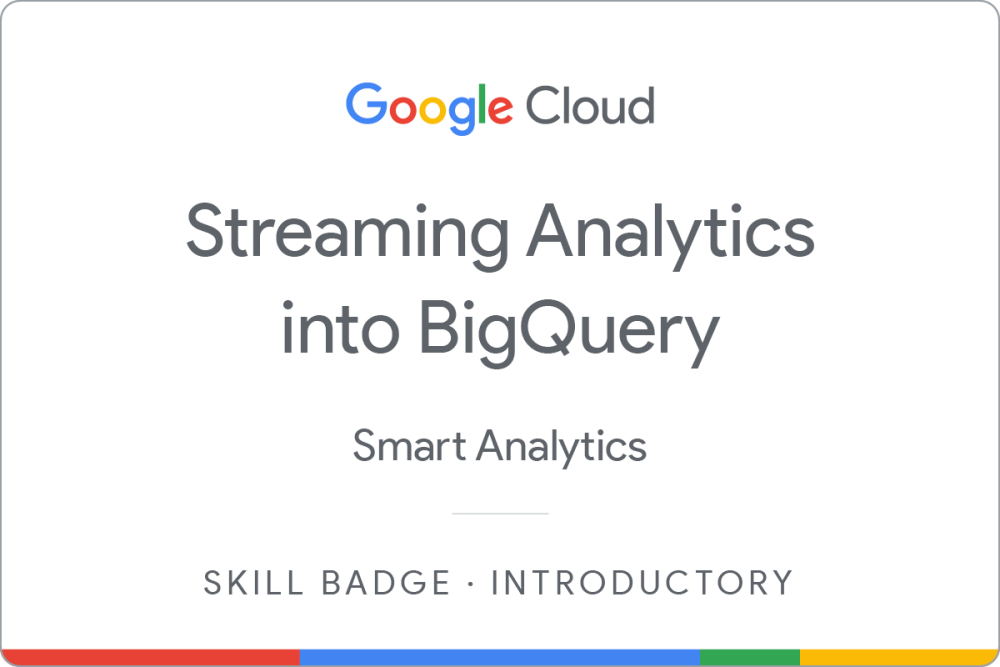 Google Cloud
Streaming Analytics
into BigQuery
Smart Analytics
SKILL BADGE · INTRODUCTORY